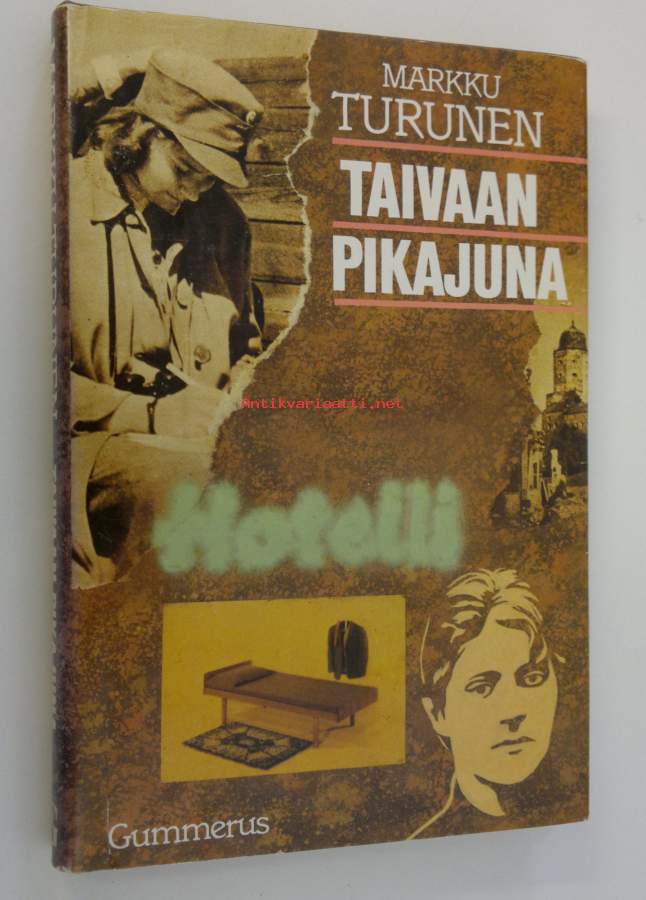 MARKKU
TURUNEN
TAIVAAN
PIKAJUNA
Antikvariaatti.net
Hotelli
Gummerus